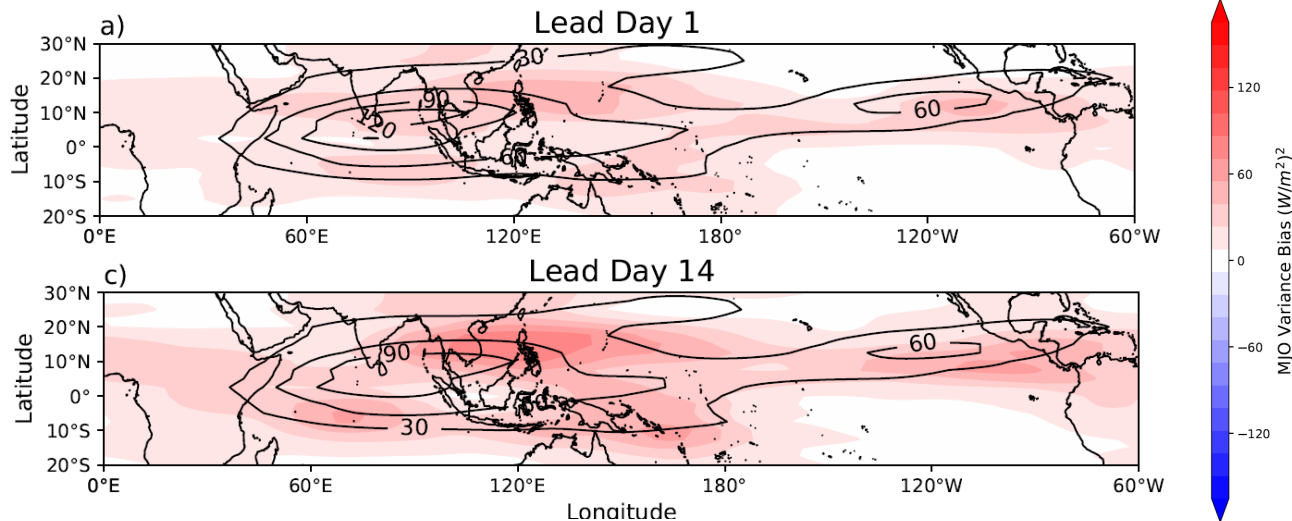 a)
Lead Day 1
30°N
20°N
10°N
0°
10°S
20°S
Latitude
30
90
60
60
0°E
60°E
120°E
180°
120°W
60°W
c)
Lead Day 14
30°N
20°N
10°N
0°
10°S
20°S
Latitude
90
60
30
0°E
60°E
120°E
180°
120°W
60°W
Longitude
120
60
0
−60
−120
MJO Variance Bias (W/m²)²